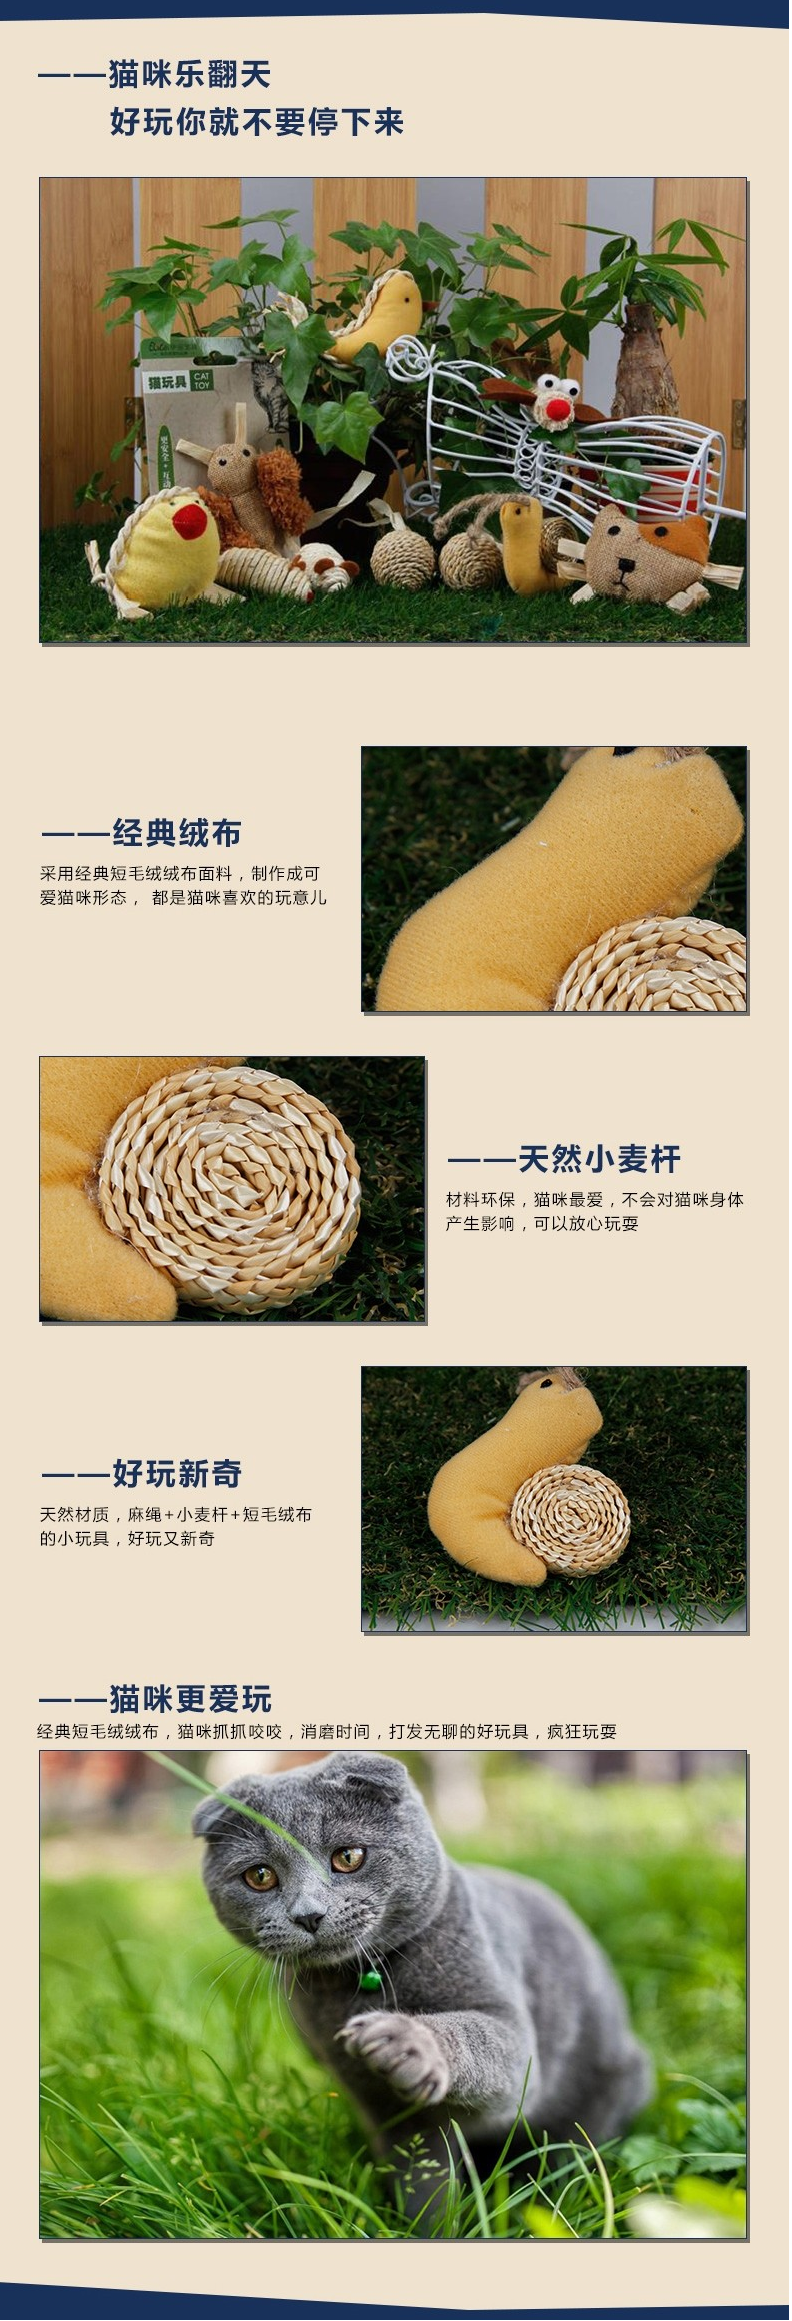 ——猫咪乐翻天
好玩你就不要停下来
猫玩具
CAT
TOY
更安全+互动
——经典绒布
采用经典短毛绒绒布面料，制作成可
爱猫咪形态， 都是猫咪喜欢的玩意儿
——天然小麦杆
材料环保，猫咪最爱，不会对猫咪身体
产生影响，可以放心玩耍
——好玩新奇
天然材质，麻绳+小麦杆+短毛绒布
的小玩具，好玩又新奇
——猫咪更爱玩
经典短毛绒绒布，猫咪抓抓咬咬，消磨时间，打发无聊的好玩具，疯狂玩耍